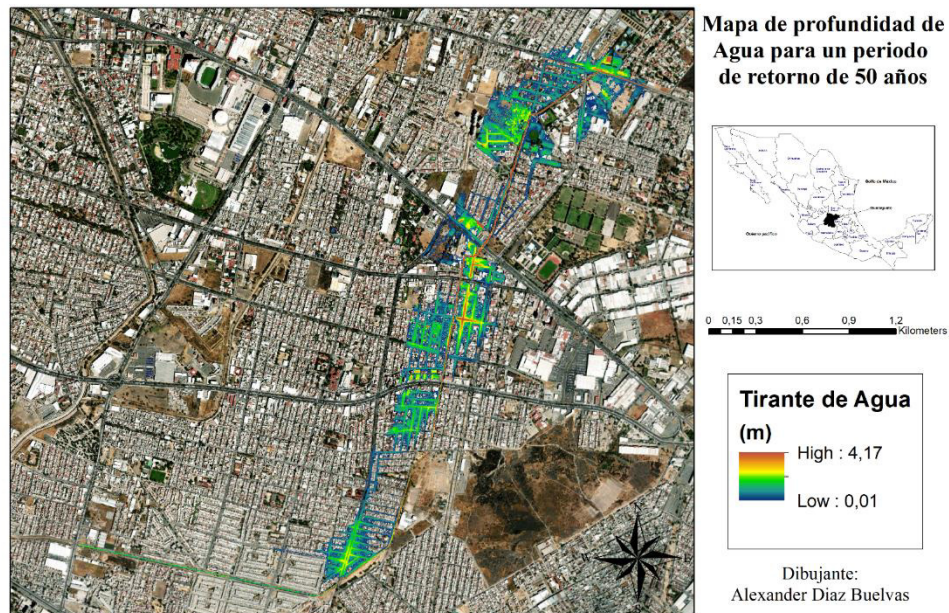 Mapa de profundidad de
Agua para un periodo
de retorno de 50 años
Golfo de Mexico
Guanajuato
Océano pacífico
0 0,15 0,3 0,6 0,9 1,2
Kilometers
Tirante de Agua
(m)
High : 4,17
Low : 0,01
Dibujante:
Alexander Diaz Buelvas